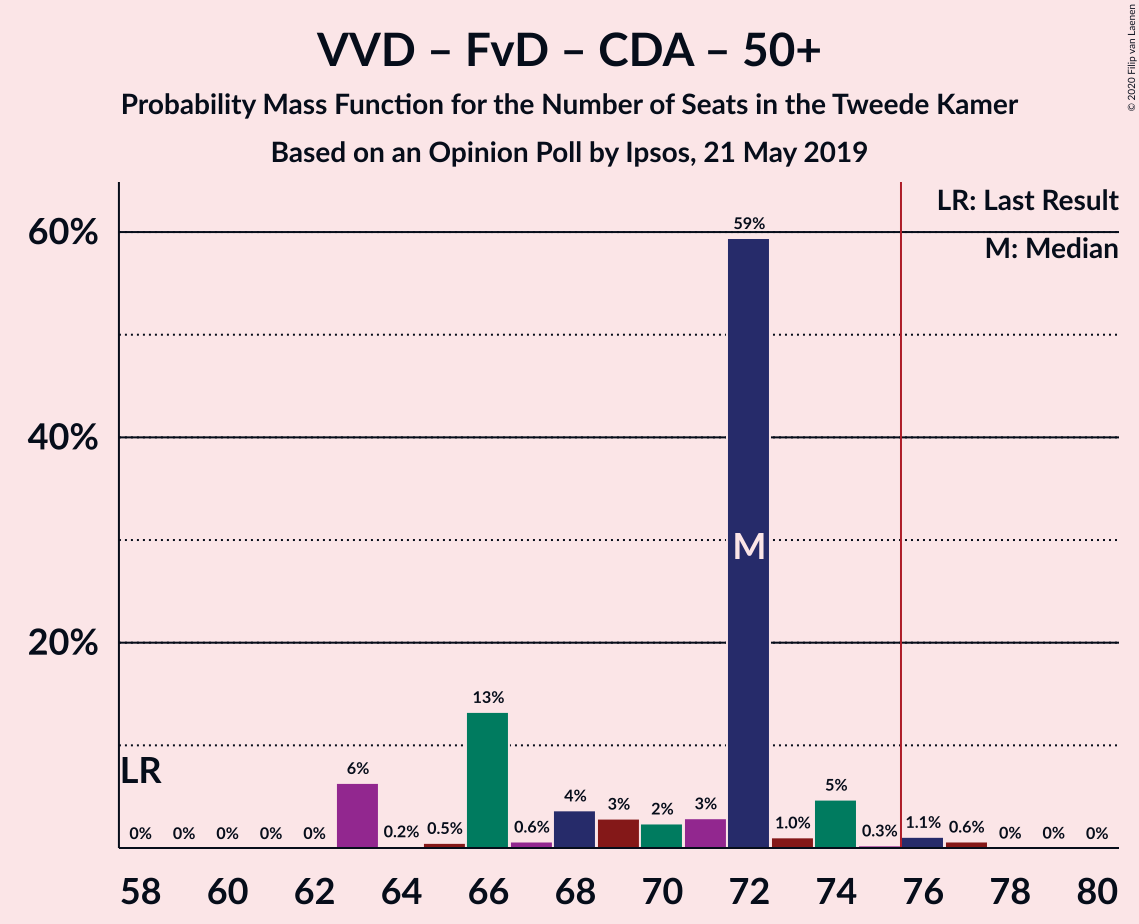 VVD – FvD – CDA – 50+
Probability Mass Function for the Number of Seats in the Tweede Kamer
Based on an Opinion Poll by Ipsos, 21 May 2019
© 2020 Filip van Laenen
LR: Last Result
M: Median
60%
40%
20%
LR
M
0% 0% 0% 0% 0% 6% 0.2% 0.5% 13% 0.6% 4% 3% 2% 3% 59% 1.0% 5% 0.3% 1.1% 0.6% 0% 0% 0%
58 60 62 64 66 68 70 72 74 76 78 80